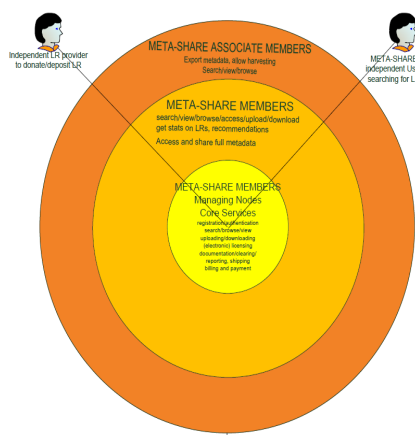 Independent LR provider
to donate/deposit LR
META-SHARE
independent Us
searching for L
META-SHARE ASSOCIATE MEMBERS
Export metadata, allow harvesting
Search/view/browse
META-SHARE MEMBERS
search/view/browse/access/upload/download
get stats on LRs, recommendations
Access and share full metadata
META-SHARE MEMBERS
Managing Nodes
Core Services
registration/authentication
search/browse/view
uploading/downloading
(electronic) licensing
documentation/clearing/
reporting, shipping
billing and payment